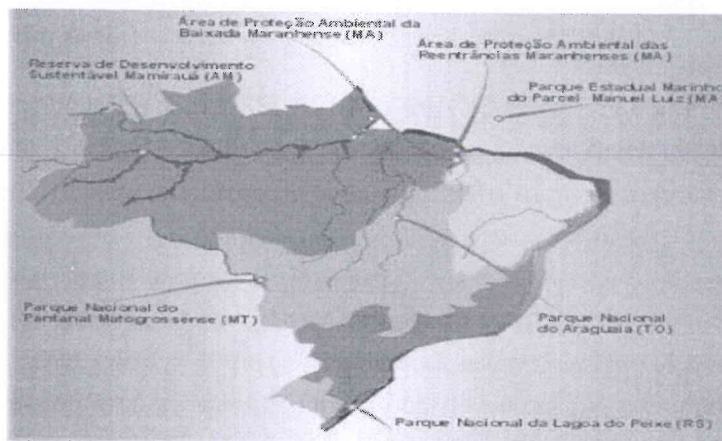 Área de Proteção Ambiental da
Baixada Maranhense (MA)
Área de Proteção Ambiental das
Reentrâncias Maranhenses (MA)
Reserva de Desenvolvimento
Sustentável Mamirauá (AM)
Parque Estadual Marinho
do Parcel Manuel Luiz (MA
Parque Nacional do
Pantanal Matogrossense (MT)
Parque Nacional
do Araguaia (TO)
Parque Nacional da Lagoa do Peixe (RS)